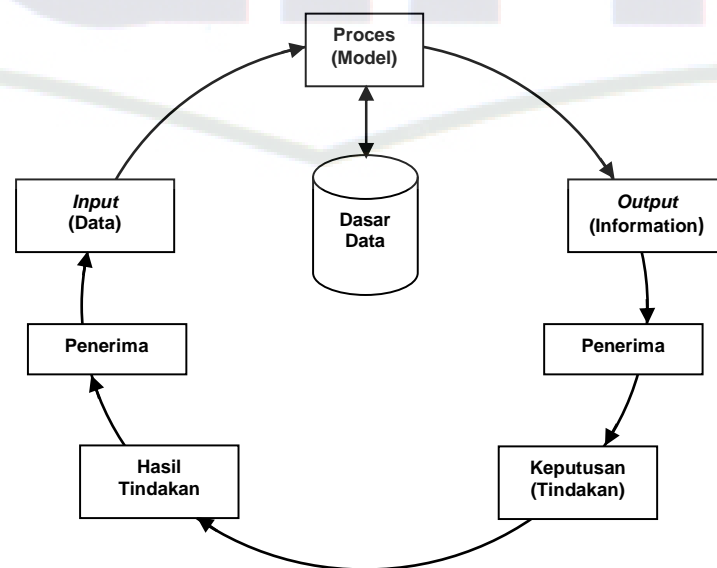 Proces
(Model)
Input
(Data)
Dasar
Data
Output
(Information)
Penerima
Penerima
Hasil
Tindakan
Keputusan
(Tindakan)